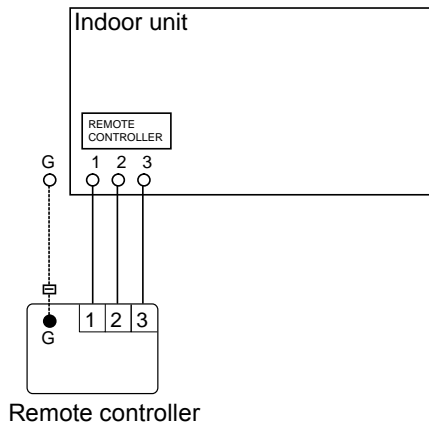 Indoor unit
REMOTE
CONTROLLER
G 1 2 3
1 2 3
G
Remote controller